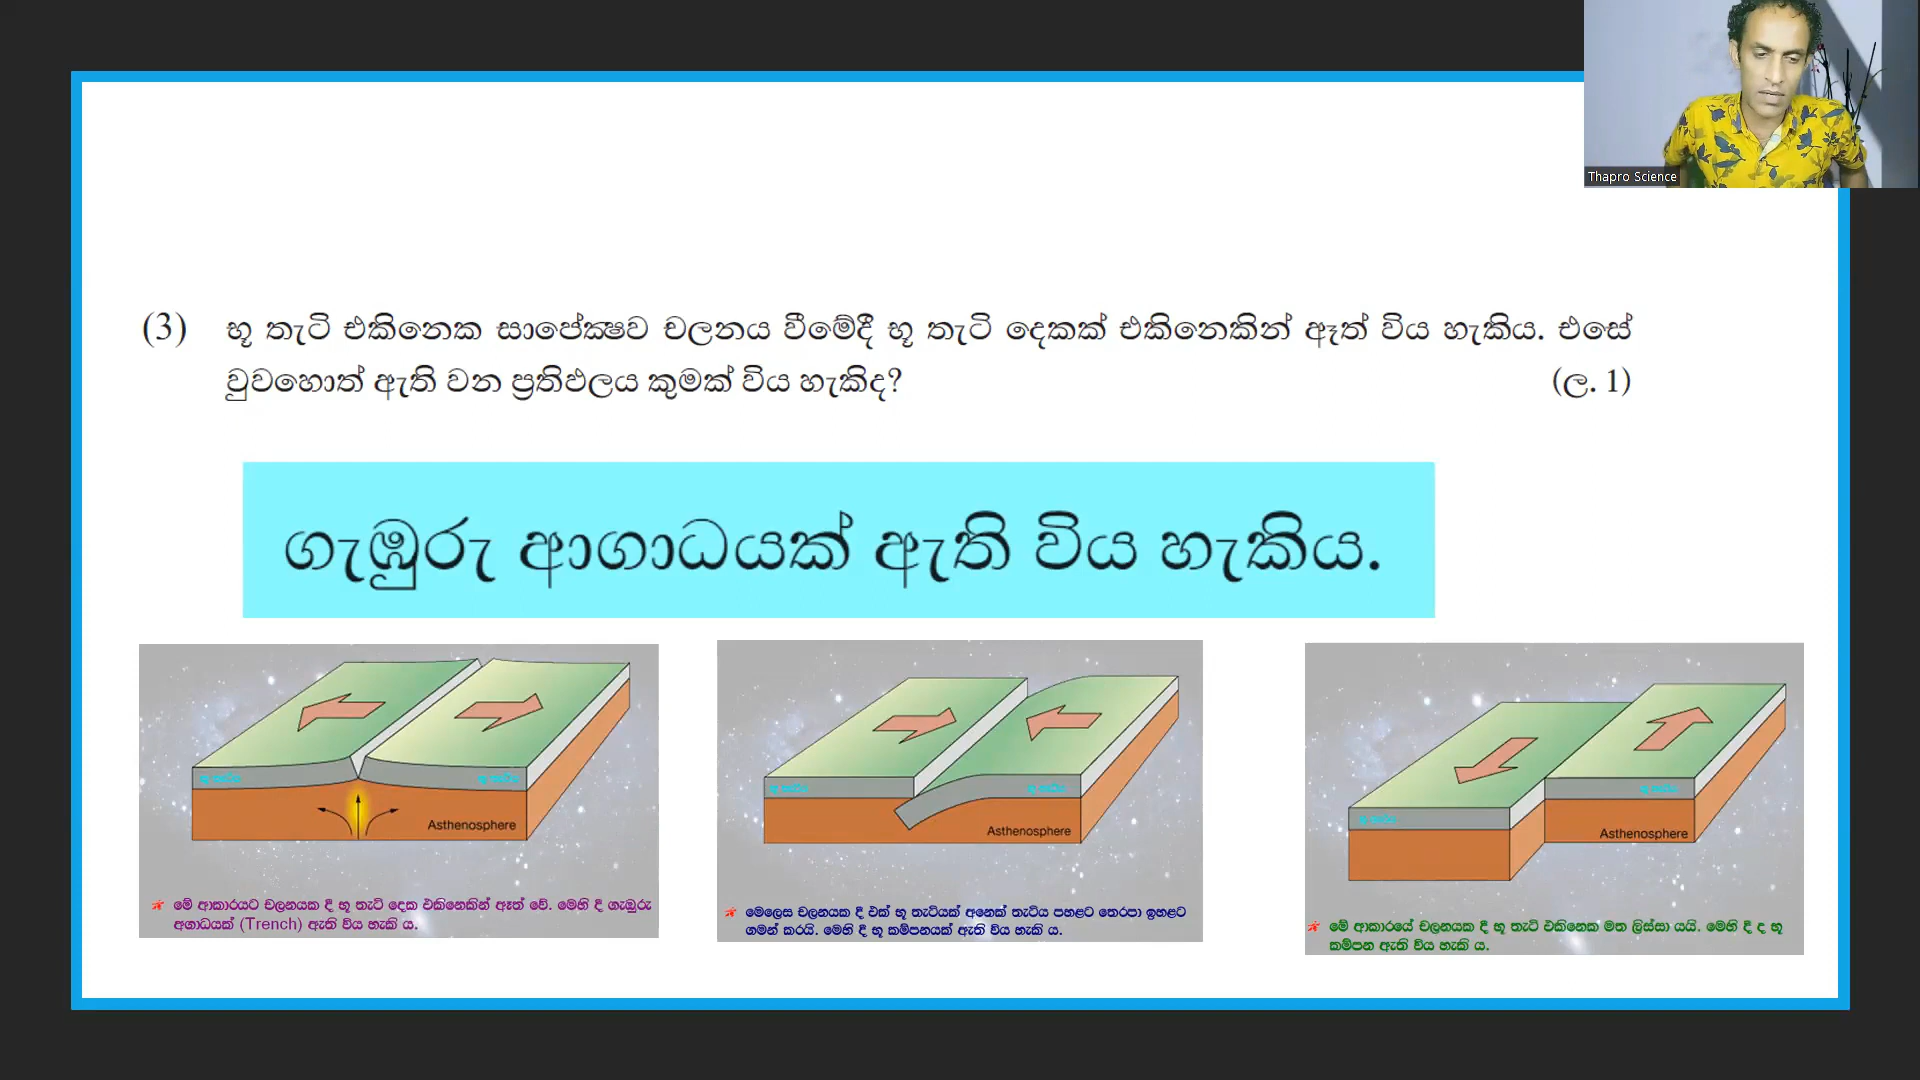 Thapro Science
(3) භූ තැටි එකිනෙක සාපේක්‍ෂව චලනය වීමේදී භූ තැටි දෙකක් එකිනෙකින් ඈත් විය හැකිය. එසේ
වුවහොත් ඇති වන ප්‍රතිඵලය කුමක් විය හැකිද? (ල. 1)
ගැඹුරු ආගාධයක් ඇති විය හැකිය.
භූ තැටිය භූ තැටිය
Asthenosphere
මේ ආකාරයට චලනයක දී භූ තැටි දෙක එකිනෙකින් ඈත් වේ. මෙහි දී ගැඹුරු
අගාධයක් (Trench) ඇති විය හැකි ය.
භූ තැටිය භූ තැටිය
Asthenosphere
මෙලෙස චලනයක දී එක් භූ තැටියක් අනෙක් තැටිය පහළට තෙරපා ඉහළට
ගමන් කරයි. මෙහි දී භූ කම්පනයක් ඇති විය හැකි ය.
භූ තැටිය
භූ තැටිය
Asthenosphere
මේ ආකාරයේ චලනයක දී භූ තැටි එකිනෙක මත ලිස්සා යයි. මෙහි දී ද භූ
කම්පන ඇති විය හැකි ය.